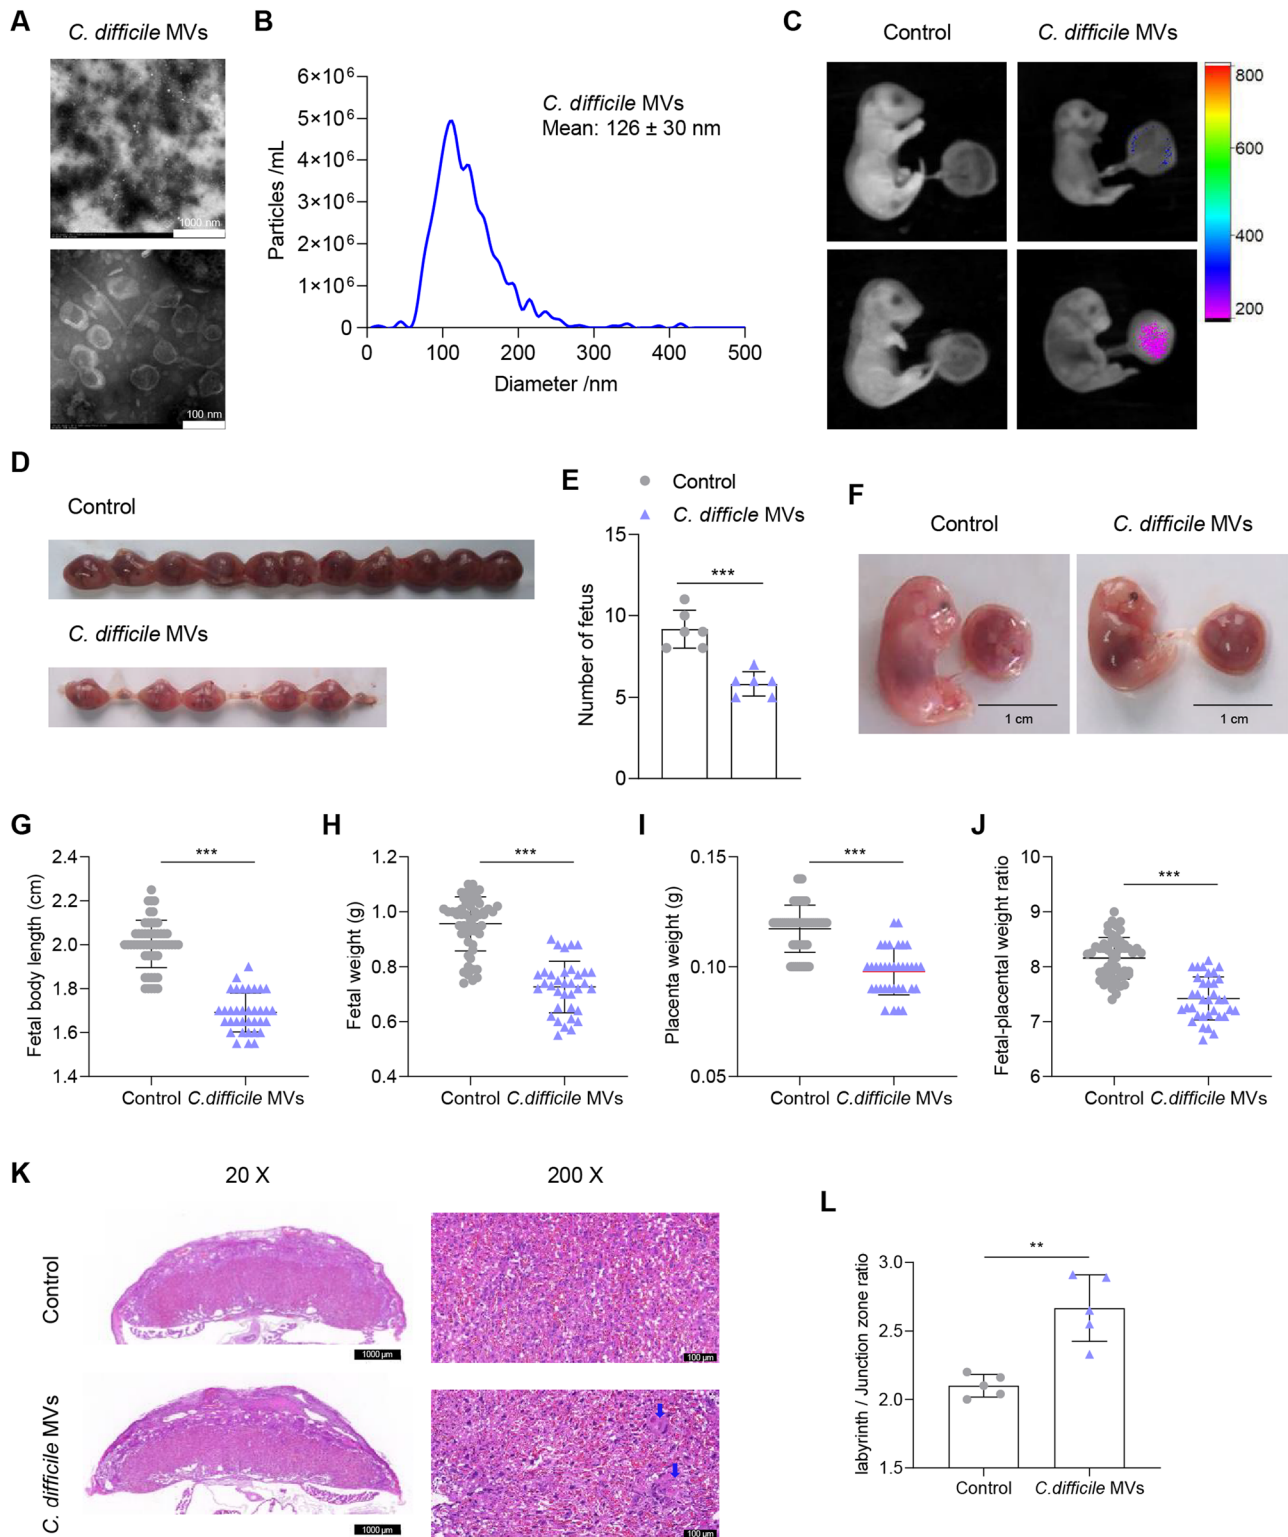 A
C. difficile MVs
1000 nm
100 nm
B
6×10⁶
5×10⁶
4×10⁶
3×10⁶
2×10⁶
1×10⁶
0
Particles /mL
C. difficile MVs
Mean: 126 ± 30 nm
0 100 200 300 400 500
Diameter /nm
C
Control C. difficile MVs
800
600
400
200
D
Control
C. difficile MVs
E
Control
C. difficle MVs
15
10
5
0
Number of fetus
***
F
Control C. difficile MVs
1 cm 1 cm
G
2.4
2.2
2.0
1.8
1.6
1.4
Fetal body length (cm)
***
Control C.difficile MVs
H
1.2
1.0
0.8
0.6
0.4
Fetal weight (g)
***
Control C.difficile MVs
I
0.15
0.10
0.05
Placenta weight (g)
***
Control C.difficile MVs
J
10
9
8
7
6
Fetal-placental weight ratio
***
Control C.difficile MVs
K
20 X 200 X
Control
1000 µm 100 µm
C. difficile MVs
1000 µm 100 µm
L
3.0
2.5
2.0
1.5
labyrinth / Junction zone ratio
**
Control C.difficile MVs